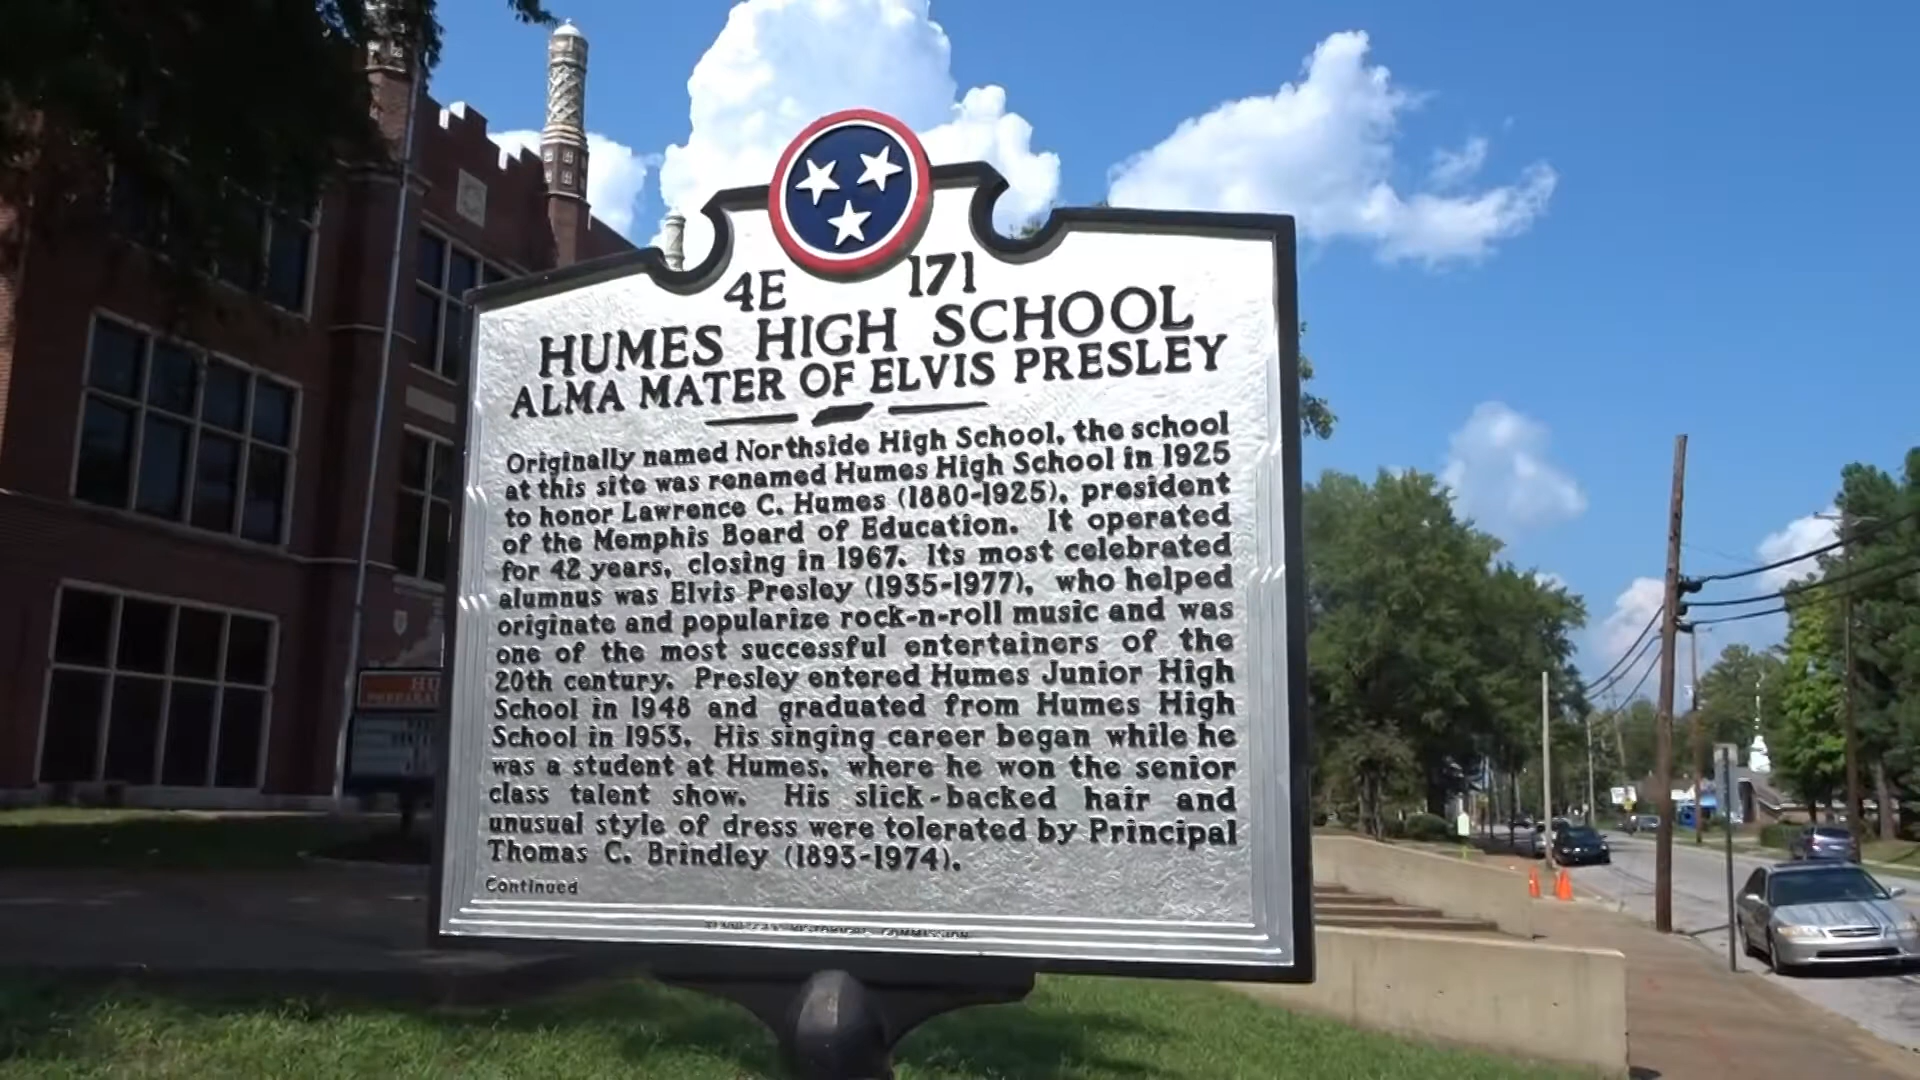 4E 171
HUMES HIGH SCHOOL
ALMA MATER OF ELVIS PRESLEY
Originally named Northside High School, the school
at this site was renamed Humes High School in 1925
to honor Lawrence C. Humes (1880-1925), president
of the Memphis Board of Education. It operated
for 42 years, closing in 1967. Its most celebrated
alumnus was Elvis Presley (1935-1977), who helped
originate and popularize rock-n-roll music and was
one of the most successful entertainers of the
20th century. Presley entered Humes Junior High
School in 1948 and graduated from Humes High
School in 1953. His singing career began while he
was a student at Humes, where he won the senior
class talent show. His slick-backed hair and
unusual style of dress were tolerated by Principal
Thomas C. Brindley (1893-1974).
Continued
TENNESSEE HISTORICAL COMMISSION
HU